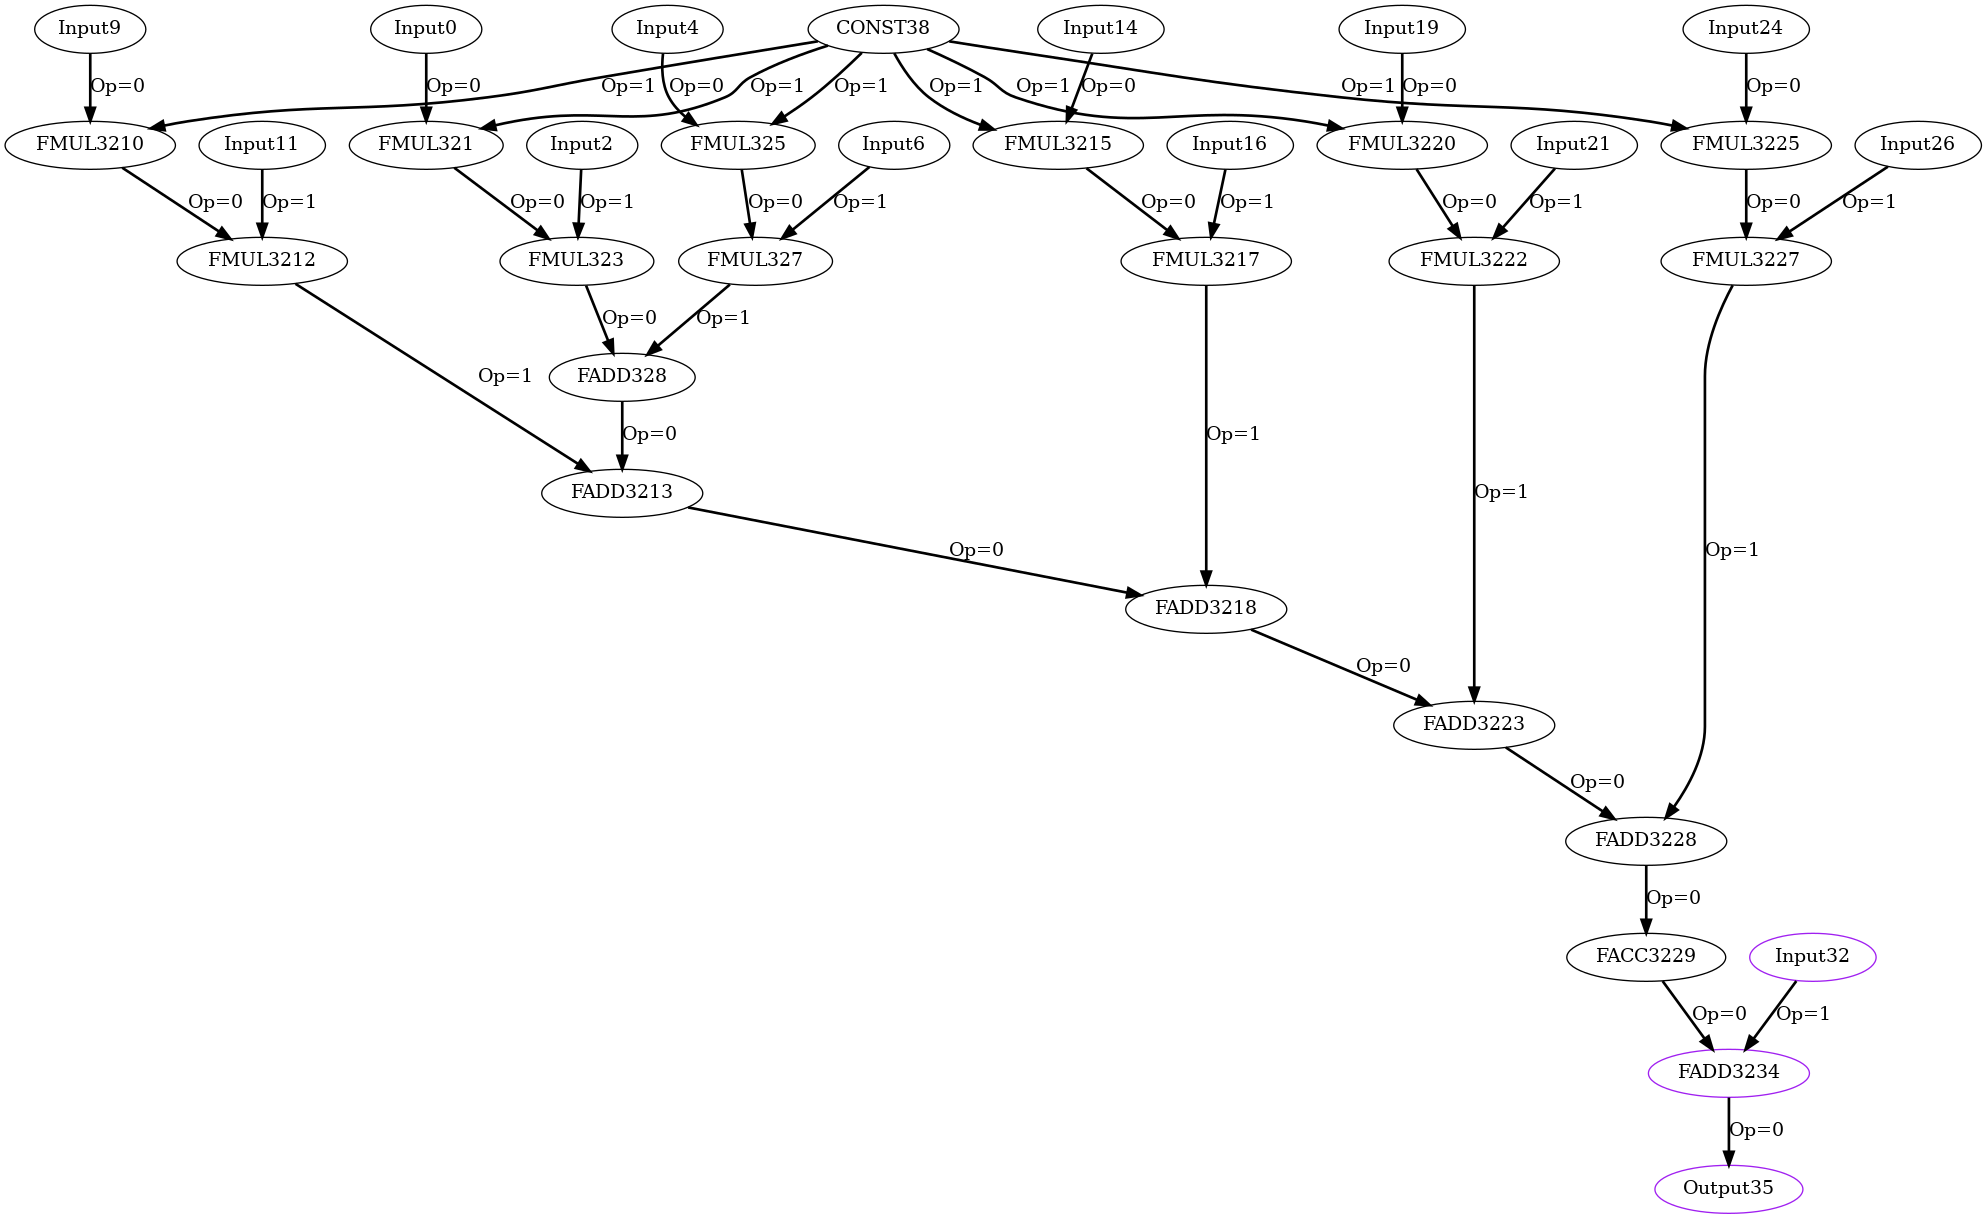 Input9
Input0
Input4
CONST38
Input14
Input19
Input24
Op=0
Op=1
Op=0
Op=1
Op=0
Op=1
Op=1
Op=0
Op=1
Op=0
Op=1
Op=0
FMUL3210
Input11
FMUL321
Input2
FMUL325
Input6
FMUL3215
Input16
FMUL3220
Input21
FMUL3225
Input26
Op=0
Op=1
Op=0
Op=1
Op=0
Op=1
Op=0
Op=1
Op=0
Op=1
Op=0
Op=1
FMUL3212
FMUL323
FMUL327
FMUL3217
FMUL3222
FMUL3227
Op=0
Op=1
Op=1
FADD328
Op=0
Op=1
FADD3213
Op=1
Op=0
Op=1
FADD3218
Op=0
FADD3223
Op=0
FADD3228
Op=0
FACC3229
Input32
Op=0
Op=1
FADD3234
Op=0
Output35